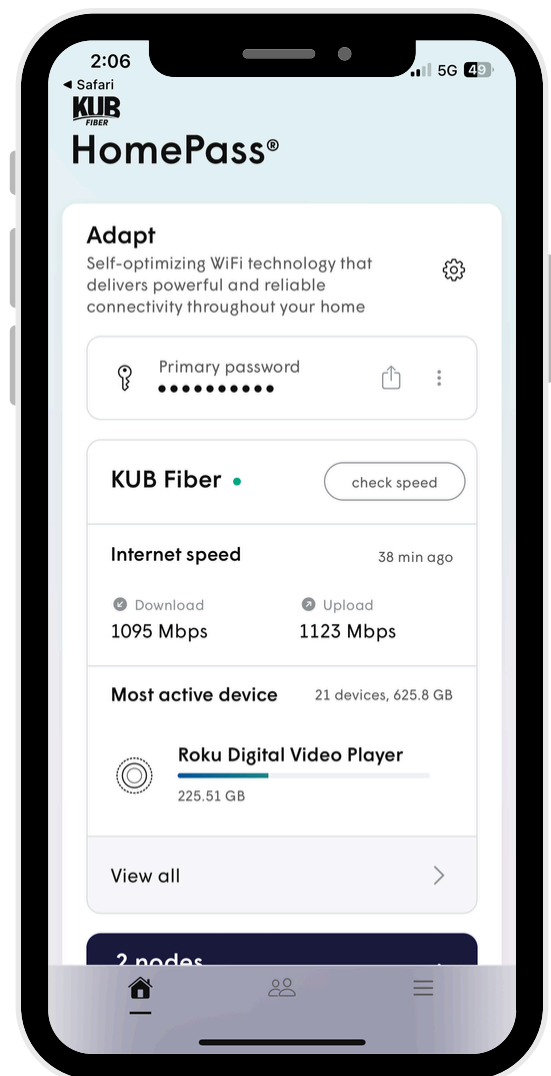 2:06
5G 49
◀ Safari
KUB
FIBER
HomePass®
Adapt
Self-optimizing WiFi technology that
delivers powerful and reliable
connectivity throughout your home
Primary password
••••••••••
KUB Fiber
check speed
Internet speed
38 min ago
Download
Upload
1095 Mbps
1123 Mbps
Most active device
21 devices, 625.8 GB
Roku Digital Video Player
225.51 GB
View all
2 nodes